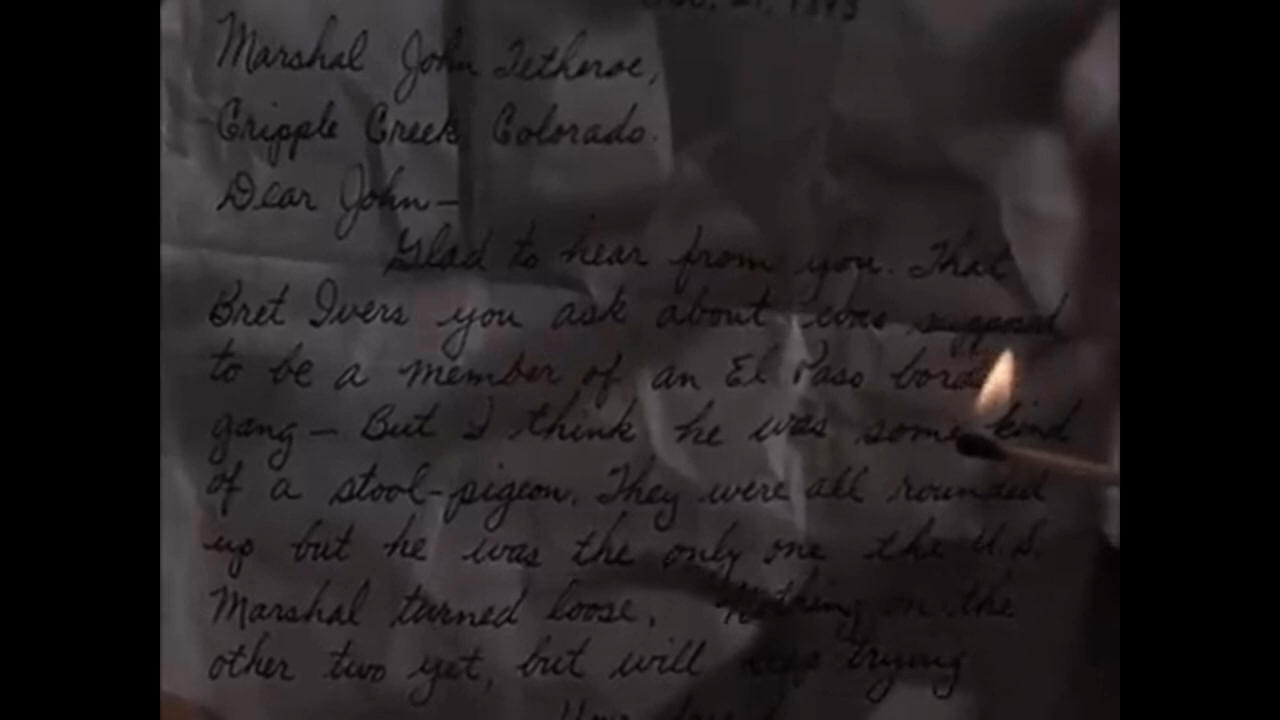 1893
Marshal John Tetheroe,
Cripple Creek, Colorado.
Dear John—
Glad to hear from you. That
Bret Ivers you ask about was
to be a member of an El Paso border
gang — But I think he was some kind
of a stool-pigeon. They were all rounded
up but he was the only one the U.S.
Marshal turned loose. Nothing on the
other two yet, but will keep trying